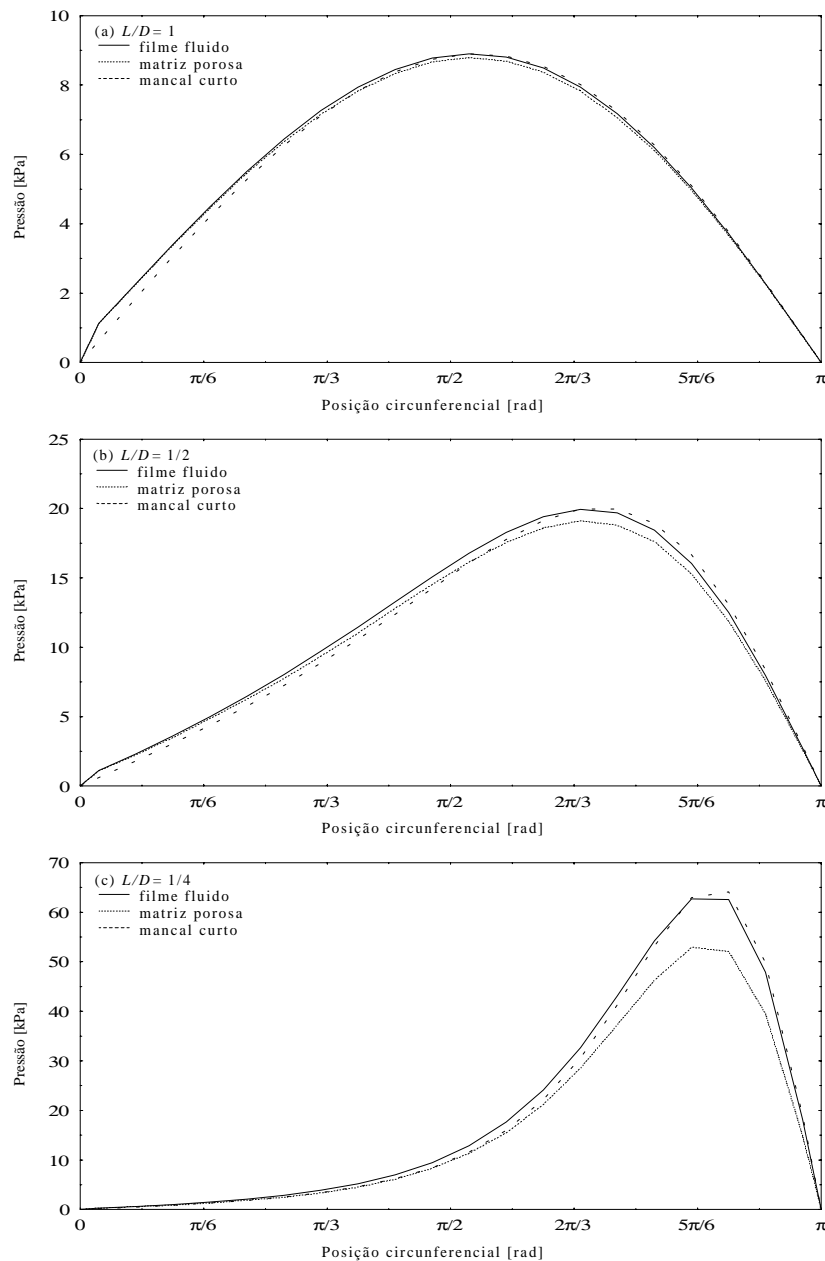 (a) L/D = 1
filme fluido
matriz porosa
mancal curto
Pressão [kPa]
10
8
6
4
2
0
0 π/6 π/3 π/2 2π/3 5π/6 π
Posição circunferencial [rad]
(b) L/D = 1/2
filme fluido
matriz porosa
mancal curto
Pressão [kPa]
25
20
15
10
5
0
0 π/6 π/3 π/2 2π/3 5π/6 π
Posição circunferencial [rad]
(c) L/D = 1/4
filme fluido
matriz porosa
mancal curto
Pressão [kPa]
70
60
50
40
30
20
10
0
0 π/6 π/3 π/2 2π/3 5π/6 π
Posição circunferencial [rad]